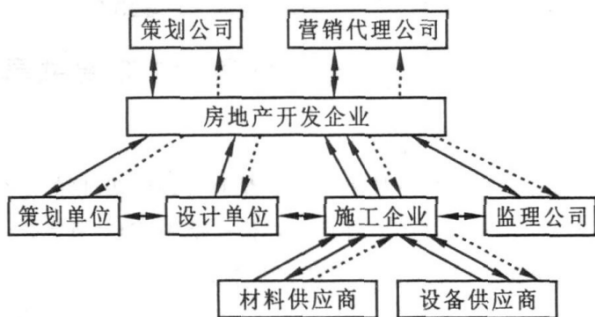 策划公司
营销代理公司
房地产开发企业
策划单位
设计单位
施工企业
监理公司
材料供应商
设备供应商